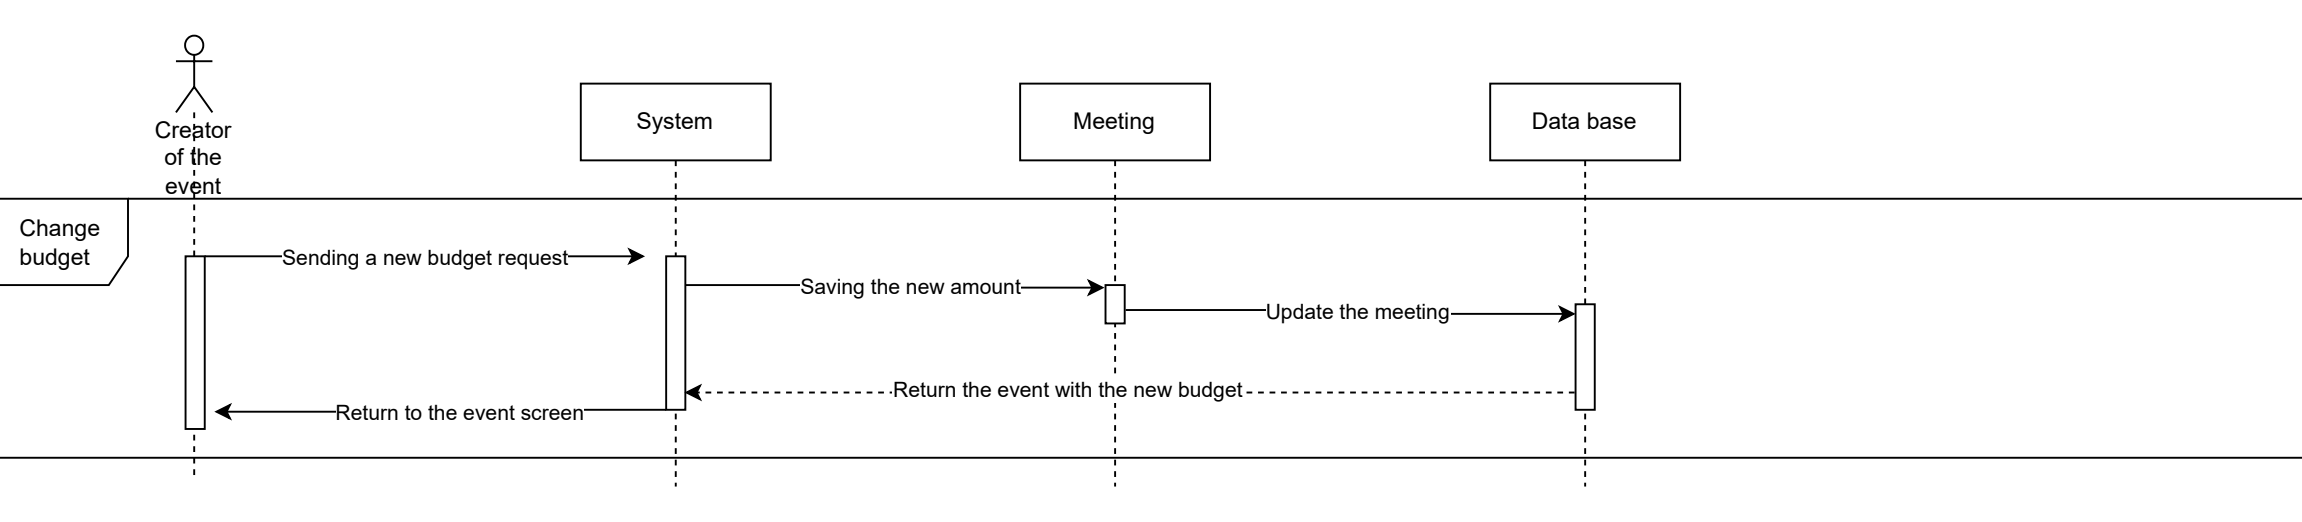 Creator
of the
event
System
Meeting
Data base
Change
budget
Sending a new budget request
Saving the new amount
Update the meeting
Return the event with the new budget
Return to the event screen